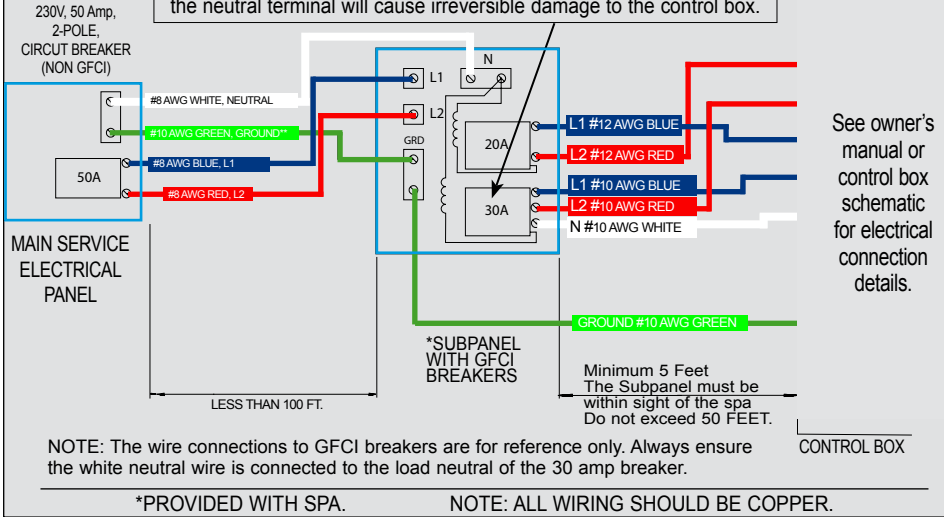 the neutral terminal will cause irreversible damage to the control box.
230V, 50 Amp,
2-POLE,
CIRCUT BREAKER
(NON GFCI)
N
L1
L2
GRD
#8 AWG WHITE, NEUTRAL
#10 AWG GREEN, GROUND**
#8 AWG BLUE, L1
#8 AWG RED, L2
50A
20A
30A
L1 #12 AWG BLUE
L2 #12 AWG RED
L1 #10 AWG BLUE
L2 #10 AWG RED
N #10 AWG WHITE
GROUND #10 AWG GREEN
See owner's
manual or
control box
schematic
for electrical
connection
details.
MAIN SERVICE
ELECTRICAL
PANEL
*SUBPANEL
WITH GFCI
BREAKERS
LESS THAN 100 FT.
Minimum 5 Feet
The Subpanel must be
within sight of the spa
Do not exceed 50 FEET.
CONTROL BOX
NOTE: The wire connections to GFCI breakers are for reference only. Always ensure
the white neutral wire is connected to the load neutral of the 30 amp breaker.
*PROVIDED WITH SPA.
NOTE: ALL WIRING SHOULD BE COPPER.